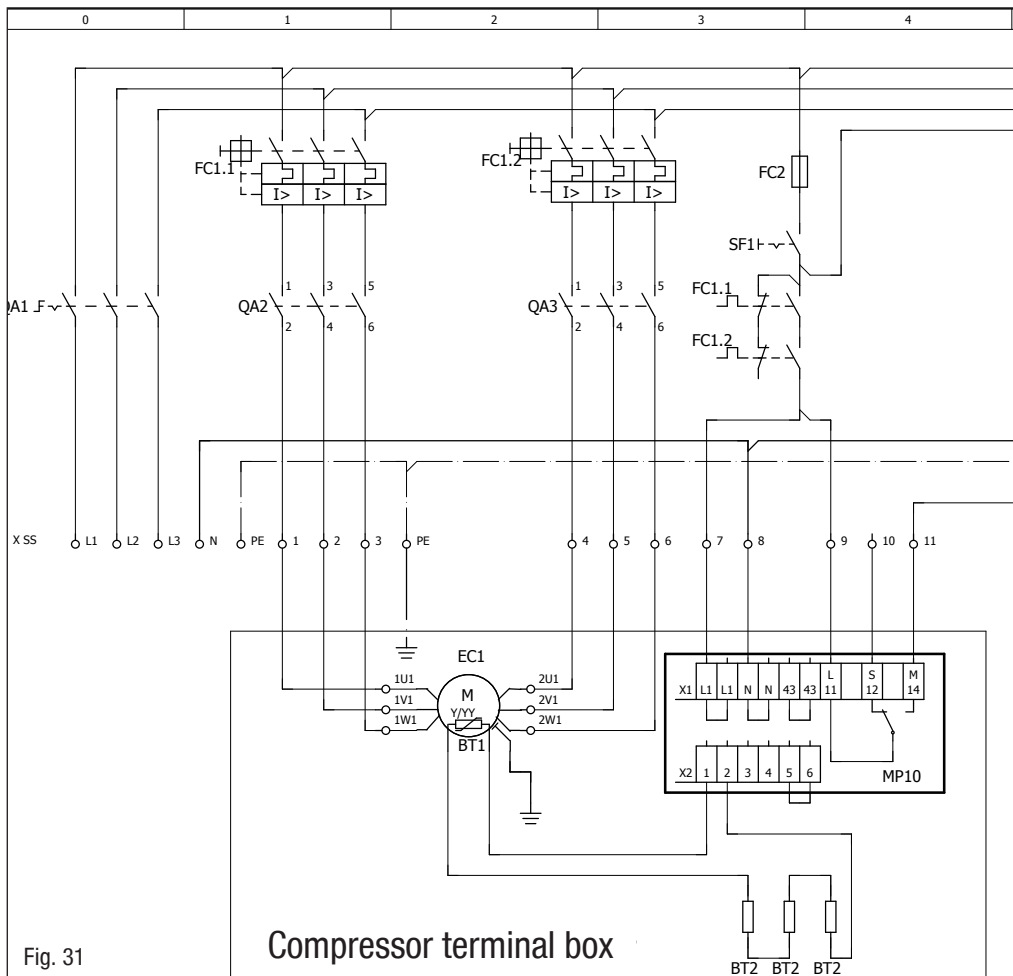 0 1 2 3 4
FC1.1
I> I> I>
FC1.2
I> I> I>
FC2
SF1
QA2
1 3 5
2 4 6
QA3
1 3 5
2 4 6
FC1.1
FC1.2
X SS L1 L2 L3 N PE 1 2 3 PE 4 5 6 7 8 9 10 11
EC1
1U1
1V1
1W1
M
Y/YY
BT1
2U1
2V1
2W1
X1 L1 L1 N N 43 43 L 11 S 12 M 14
X2 1 2 3 4 5 6
MP10
BT2 BT2 BT2
Compressor terminal box
Fig. 31